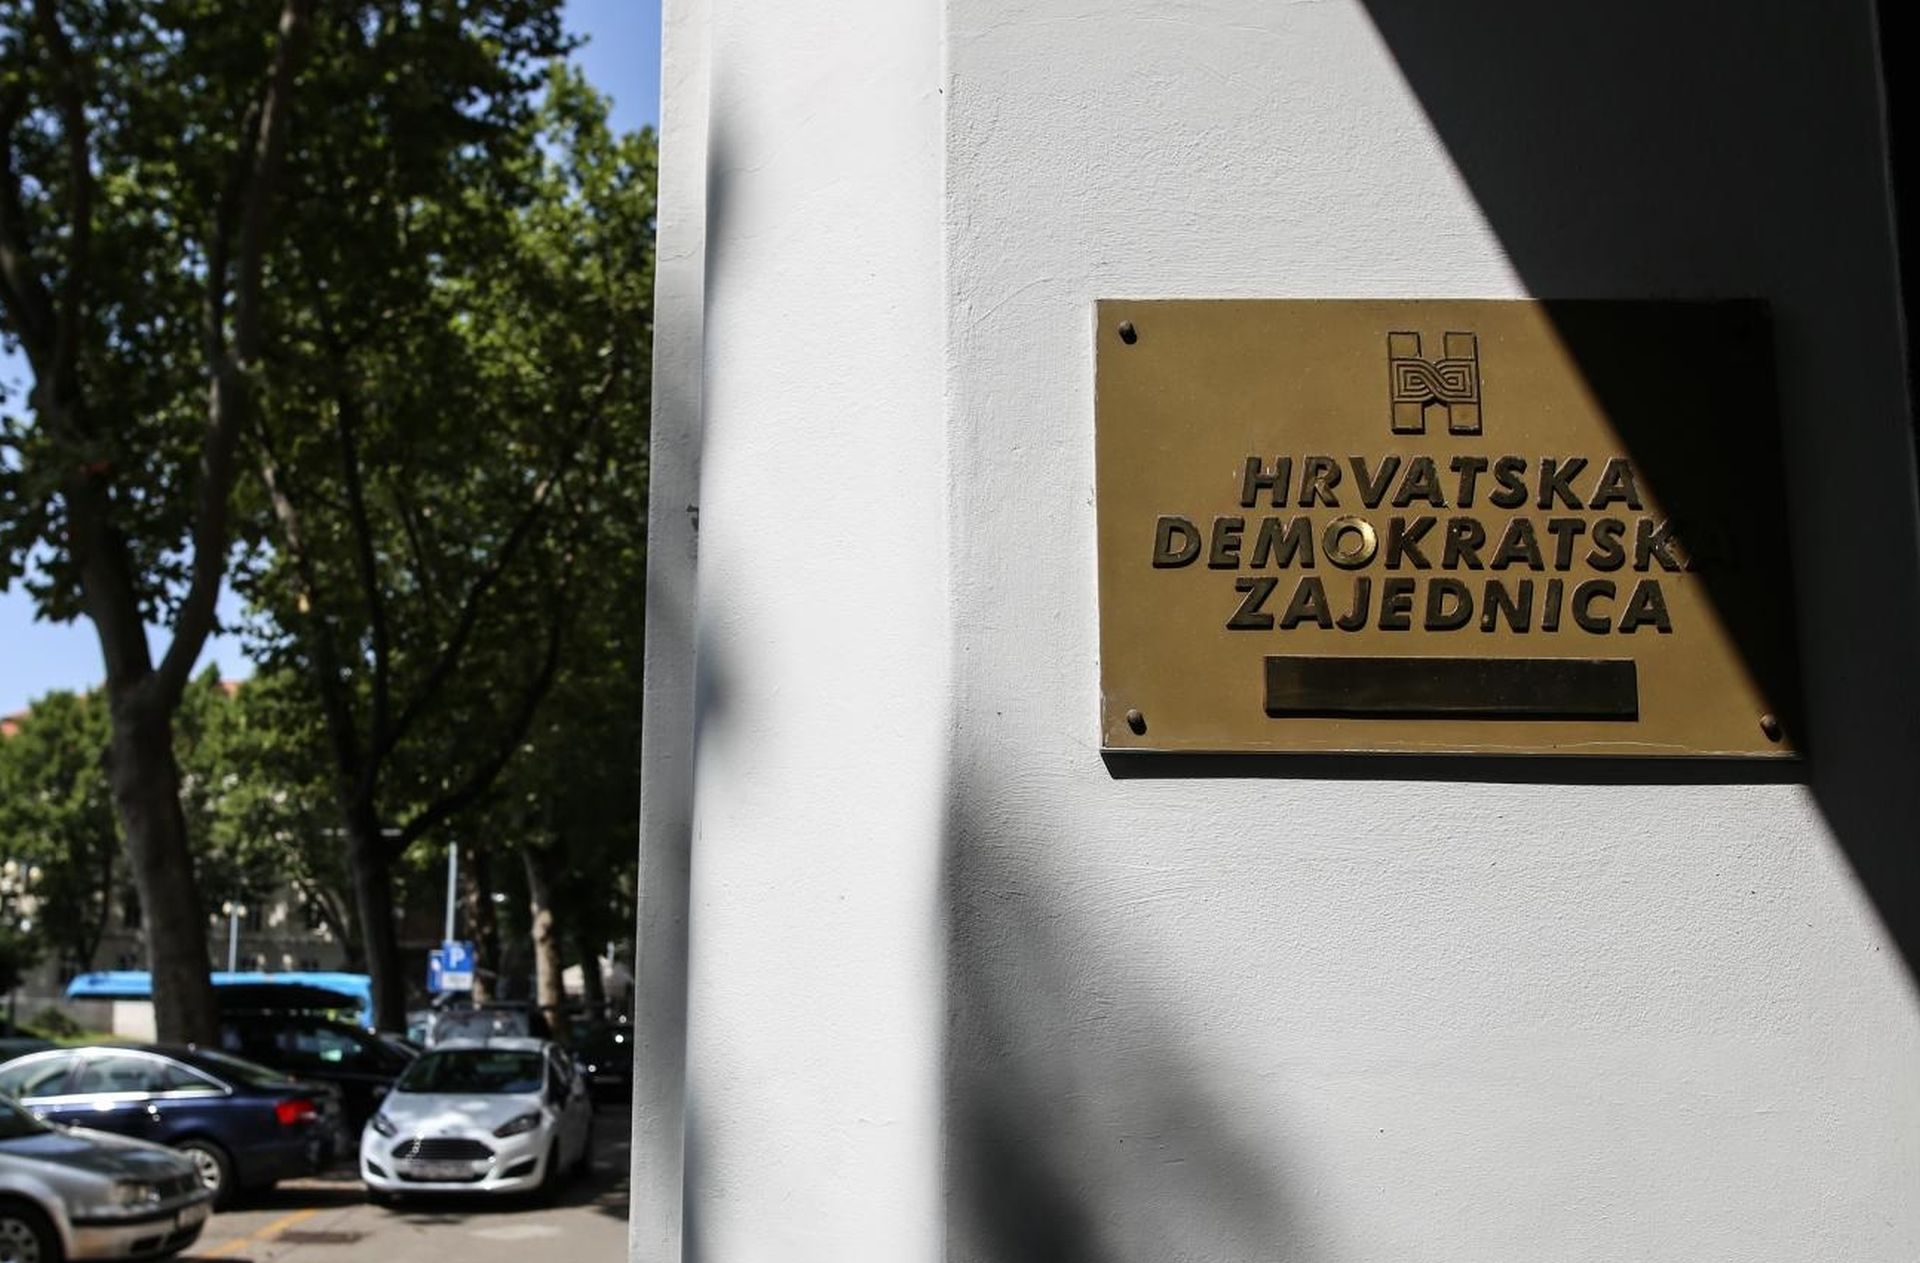 H
HRVATSKA
DEMOKRATSKA
ZAJEDNICA
P